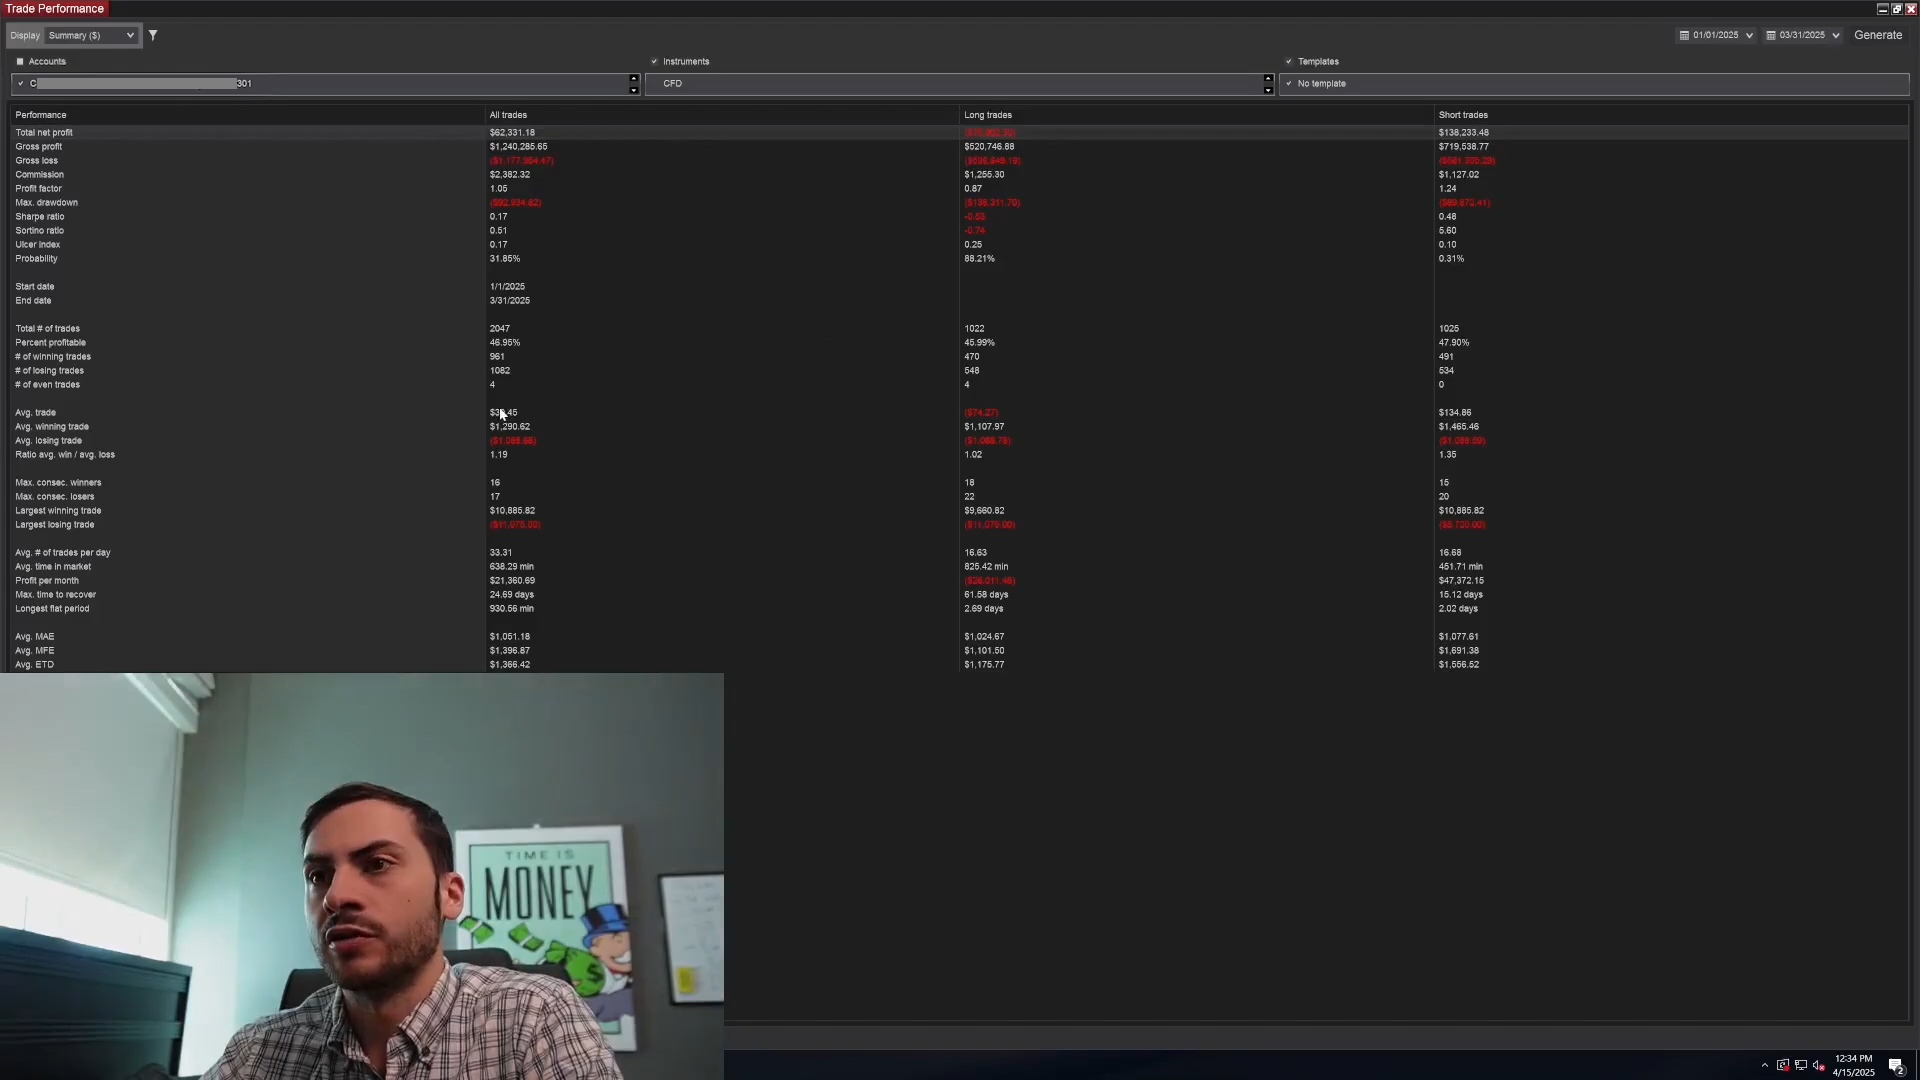 Trade Performance
Display Summary ($) 01/01/2025 03/31/2025 Generate
Accounts Instruments Templates
C 301 CFD No template
Performance All trades Long trades Short trades
Total net profit $62,331.18 $138,233.48
Gross profit $1,240,285.65 $520,746.88 $719,538.77
Gross loss
Commission $2,382.32 $1,255.30 $1,127.02
Profit factor 1.05 0.87 1.24
Max. drawdown
Sharpe ratio 0.17 -0.53 0.48
Sortino ratio 0.51 -0.74 5.60
Ulcer index 0.17 0.25 0.10
Probability 31.85% 88.21% 0.31%
Start date 1/1/2025
End date 3/31/2025
Total # of trades 2047 1022 1025
Percent profitable 46.95% 45.99% 47.90%
# of winning trades 961 470 491
# of losing trades 1082 548 534
# of even trades 4 4 0
Avg. trade ($74.27) $134.86
Avg. winning trade $1,290.62 $1,107.97 $1,465.46
Avg. losing trade
Ratio avg. win / avg. loss 1.19 1.02 1.35
Max. consec. winners 16 18 15
Max. consec. losers 17 22 20
Largest winning trade $10,885.82 $9,660.82 $10,885.82
Largest losing trade ($11,075.00) ($11,075.00)
Avg. # of trades per day 33.31 16.63 16.68
Avg. time in market 638.29 min 825.42 min 451.71 min
Profit per month $21,360.69 $47,372.15
Max. time to recover 24.69 days 61.58 days 15.12 days
Longest flat period 930.56 min 2.69 days 2.02 days
Avg. MAE $1,051.18 $1,024.67 $1,077.61
Avg. MFE $1,396.87 $1,101.50 $1,691.38
Avg. ETD $1,366.42 $1,175.77 $1,556.52
TIME IS
MONEY
12:34 PM
4/15/2025
2